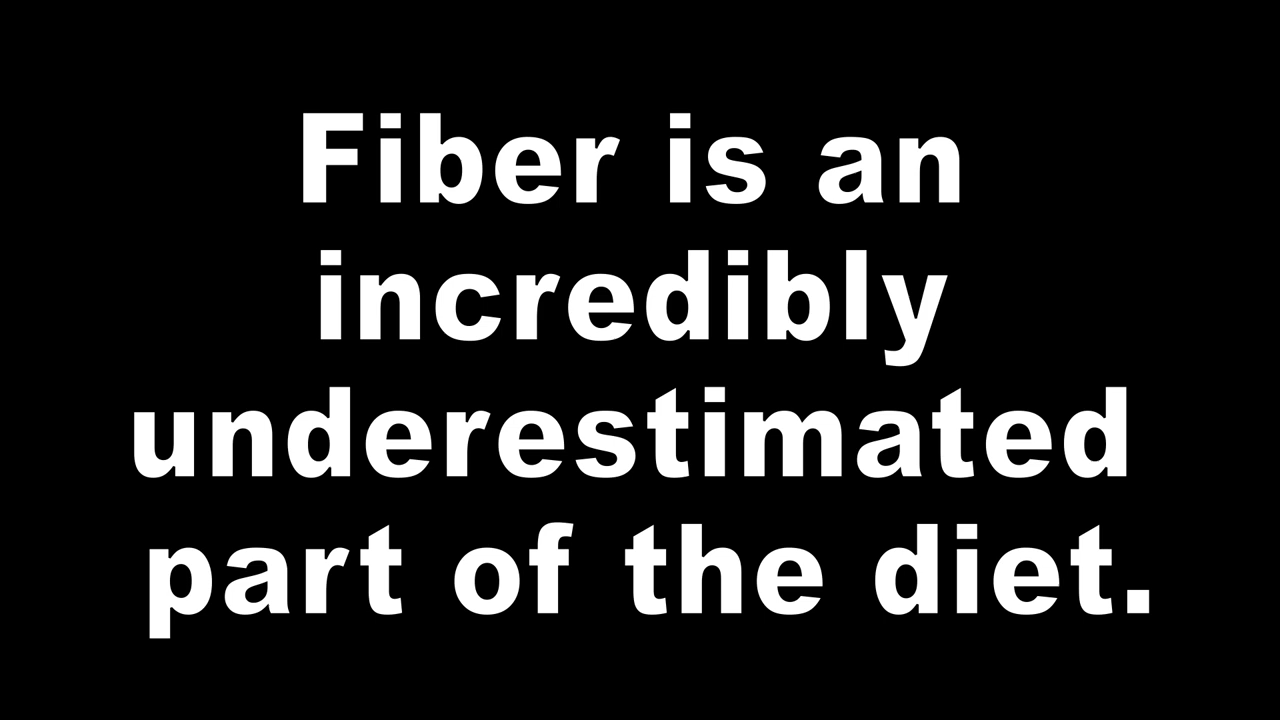 Fiber is an
incredibly
underestimated
part of the diet.